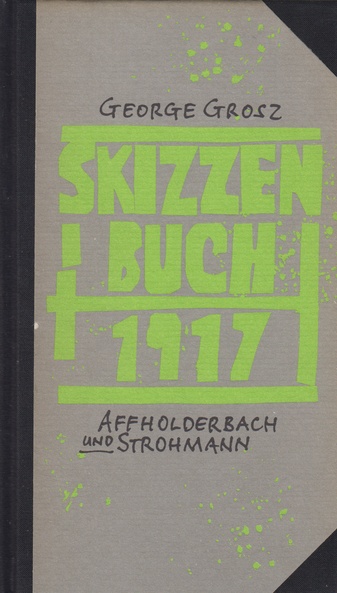 GEORGE GROSZ
SKIZZEN
BUCH
1917
AFFHOLDERBACH
UND STROHMANN